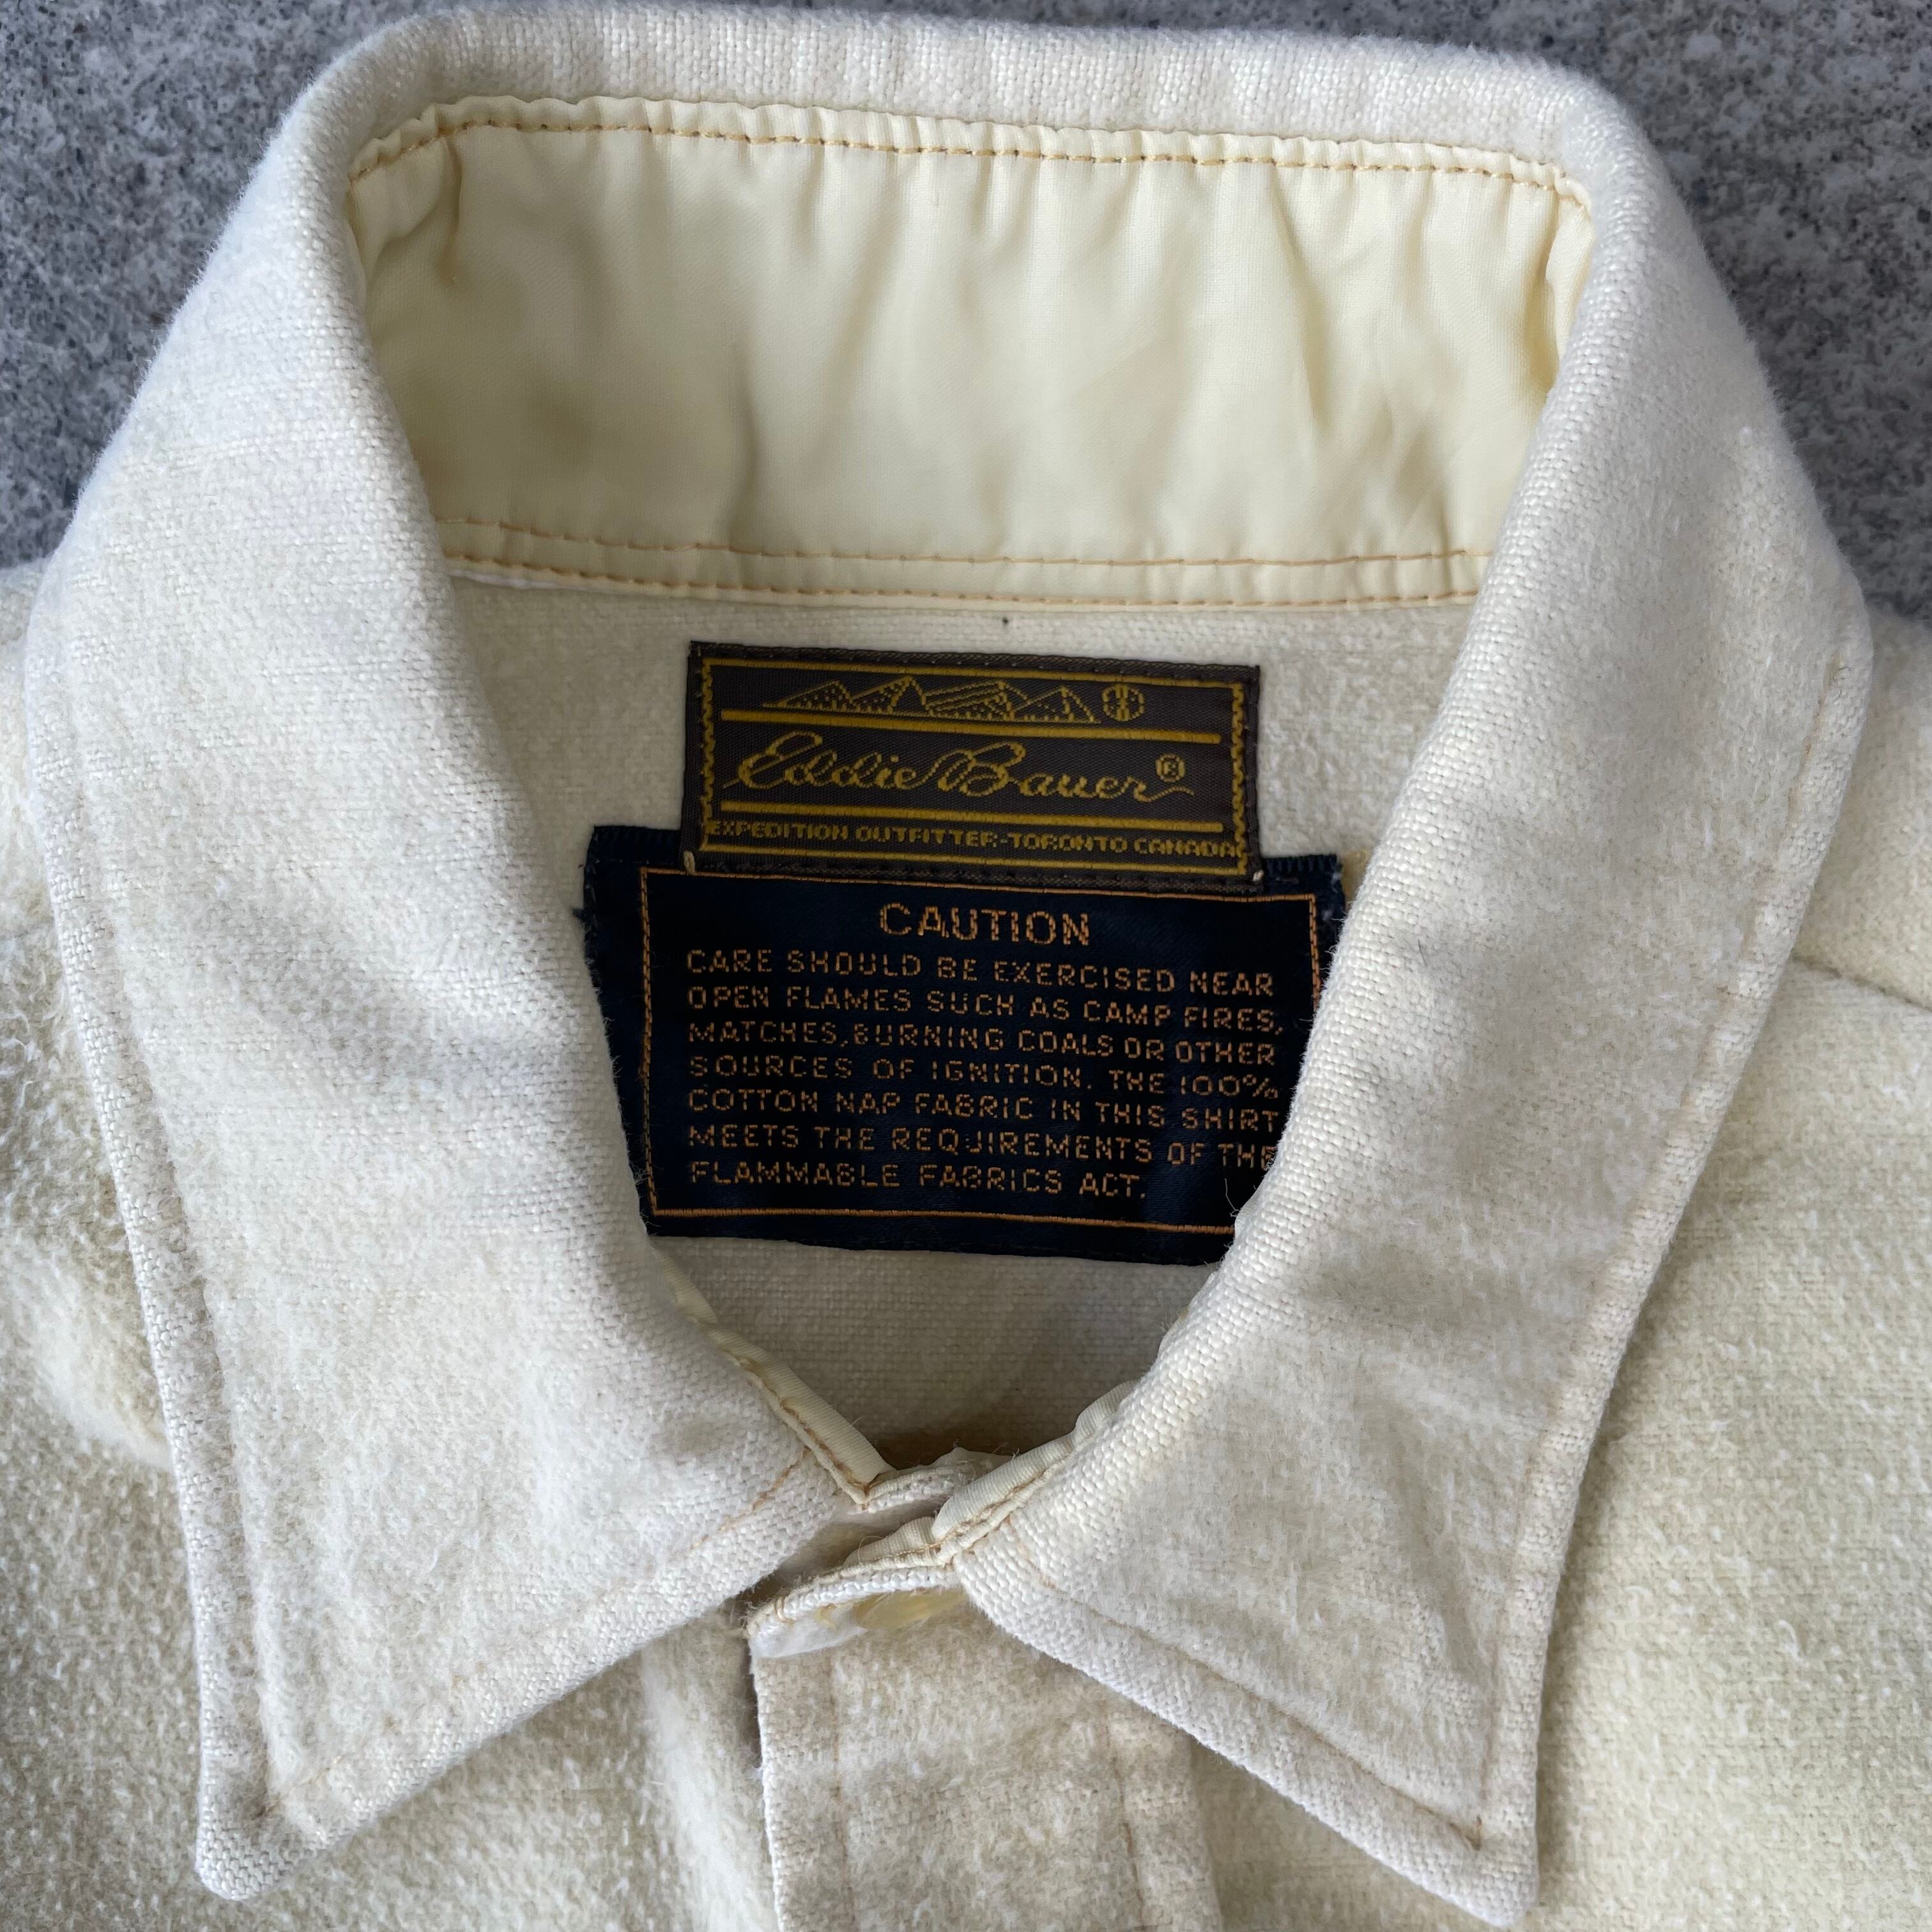 Eddie Bauer®
EXPEDITION OUTFITTER-TORONTO CANADA
CAUTION
CARE SHOULD BE EXERCISED NEAR
OPEN FLAMES SUCH AS CAMP FIRES,
MATCHES, BURNING COALS OR OTHER
SOURCES OF IGNITION. THE 100%
COTTON NAP FABRIC IN THIS SHIRT
MEETS THE REQUIREMENTS OF THE
FLAMMABLE FABRICS ACT.